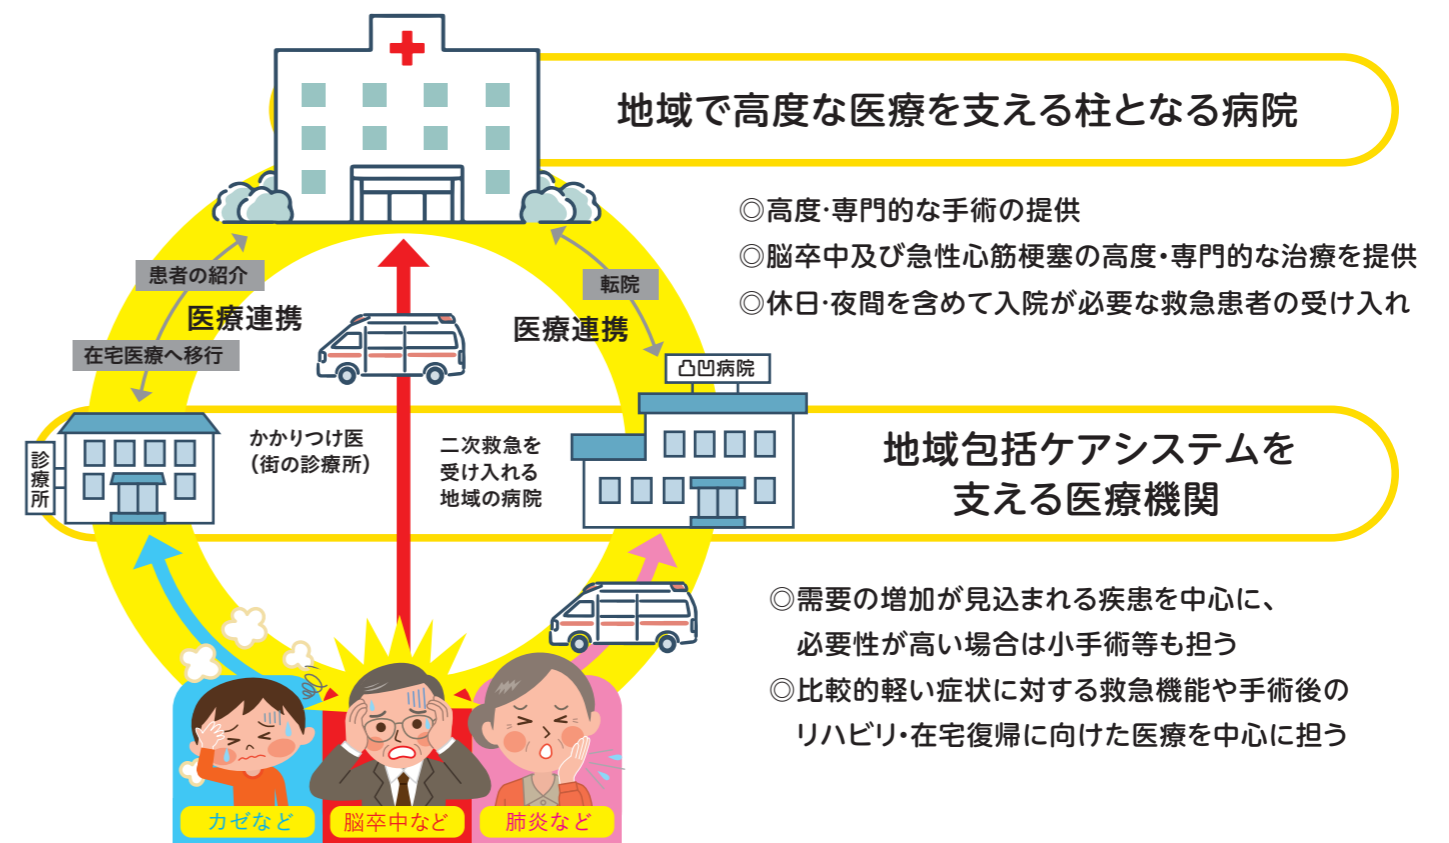 地域で高度な医療を支える柱となる病院
◎高度・専門的な手術の提供
◎脳卒中及び急性心筋梗塞の高度・専門的な治療を提供
◎休日・夜間を含めて入院が必要な救急患者の受け入れ
患者の紹介
医療連携
在宅医療へ移行
転院
医療連携
凸凹病院
診療所
かかりつけ医
（街の診療所）
二次救急を
受け入れる
地域の病院
地域包括ケアシステムを
支える医療機関
◎需要の増加が見込まれる疾患を中心に、
必要性が高い場合は小手術等も担う
◎比較的軽い症状に対する救急機能や手術後の
リハビリ・在宅復帰に向けた医療を中心に担う
カゼなど
脳卒中など
肺炎など